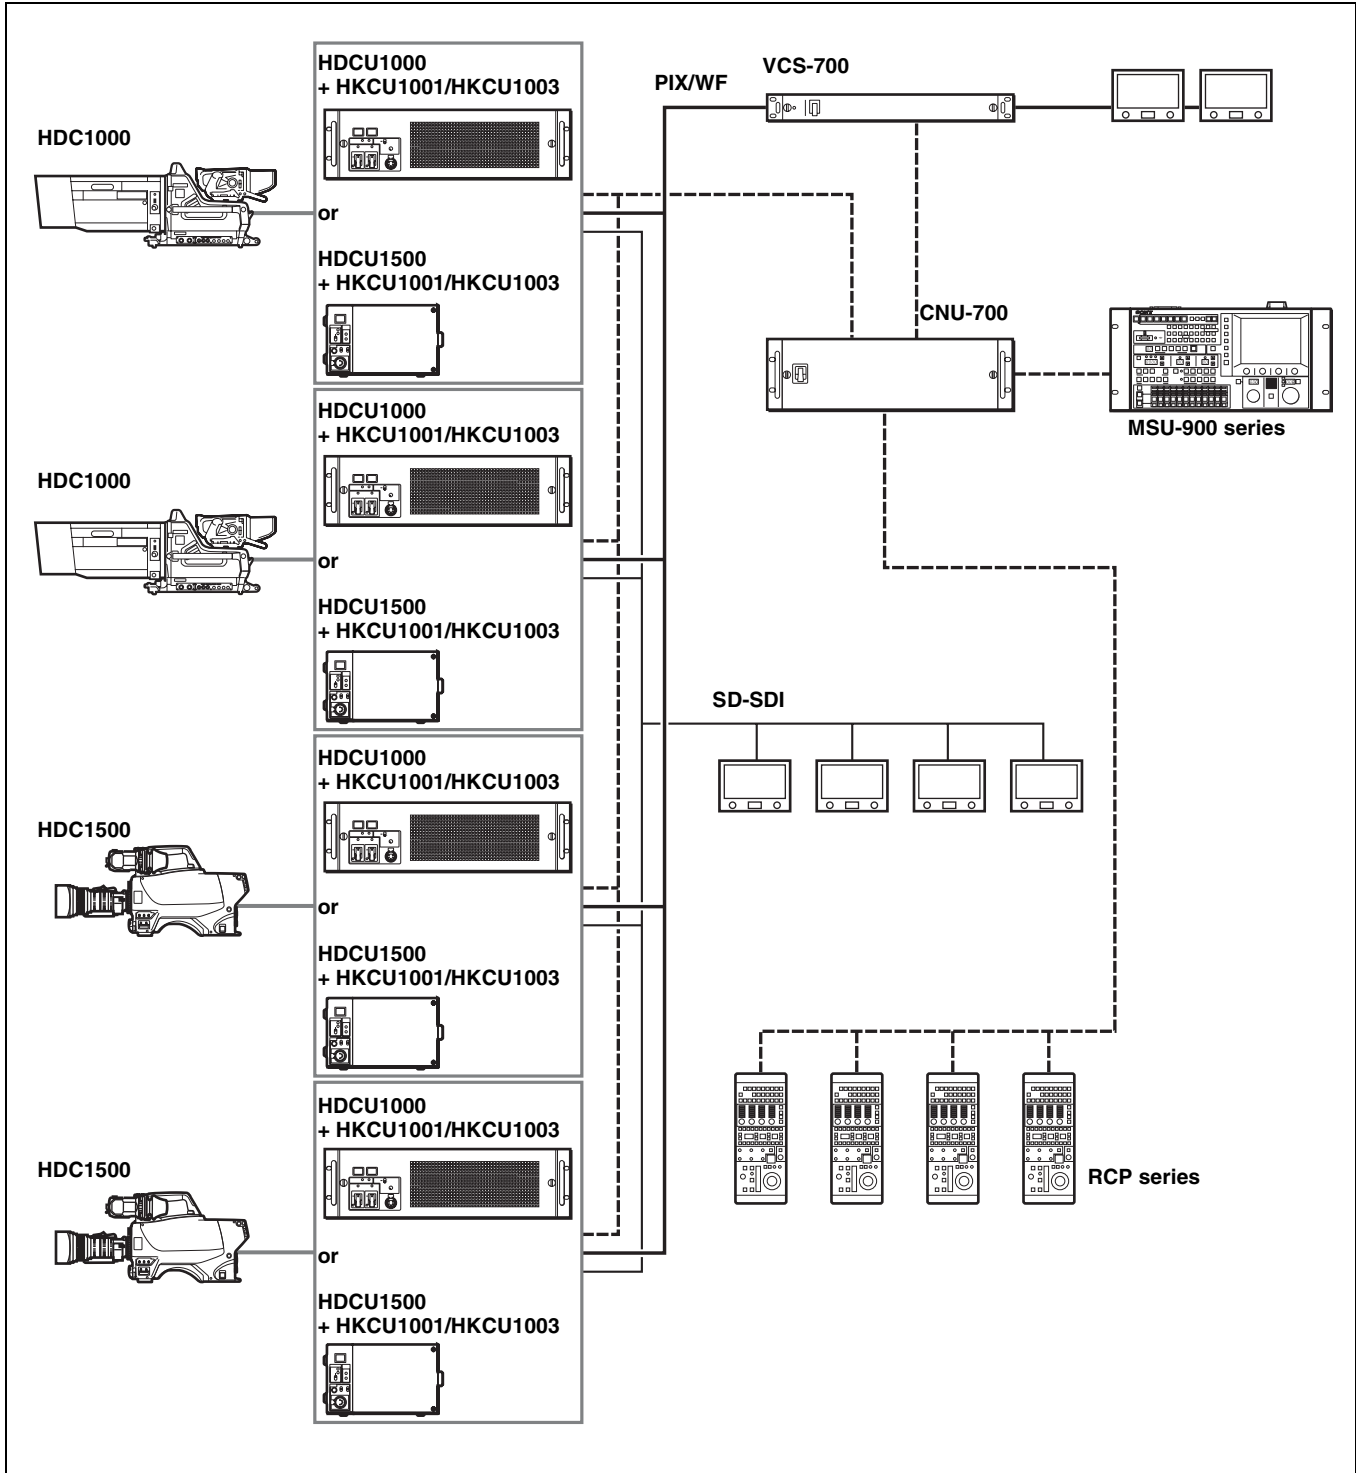 HDCU1000
+ HKCU1001/HKCU1003
HDC1000
or
HDCU1500
+ HKCU1001/HKCU1003
HDCU1000
+ HKCU1001/HKCU1003
HDC1000
or
HDCU1500
+ HKCU1001/HKCU1003
HDCU1000
+ HKCU1001/HKCU1003
HDC1500
or
HDCU1500
+ HKCU1001/HKCU1003
HDCU1000
+ HKCU1001/HKCU1003
HDC1500
or
HDCU1500
+ HKCU1001/HKCU1003
PIX/WF
VCS-700
CNU-700
SONY
MSU-900 series
SD-SDI
RCP series